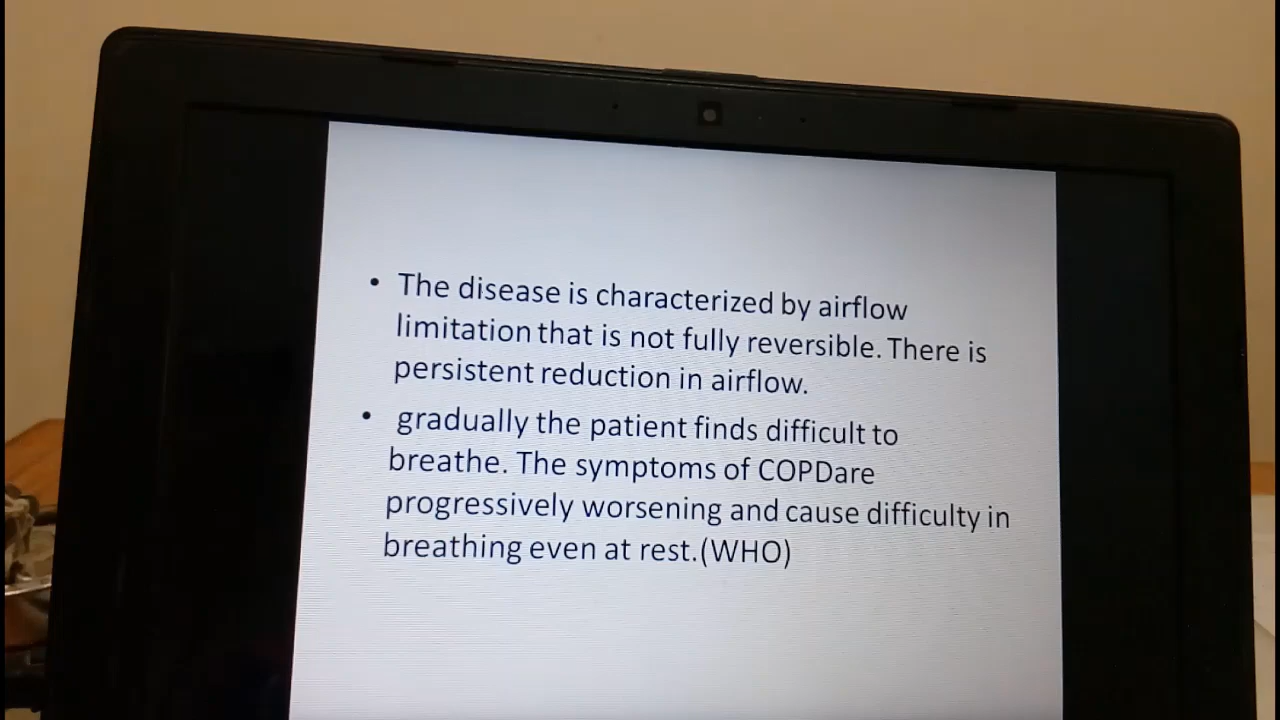 • The disease is characterized by airflow
limitation that is not fully reversible. There is
persistent reduction in airflow.
• gradually the patient finds difficult to
breathe. The symptoms of COPDare
progressively worsening and cause difficulty in
breathing even at rest.(WHO)